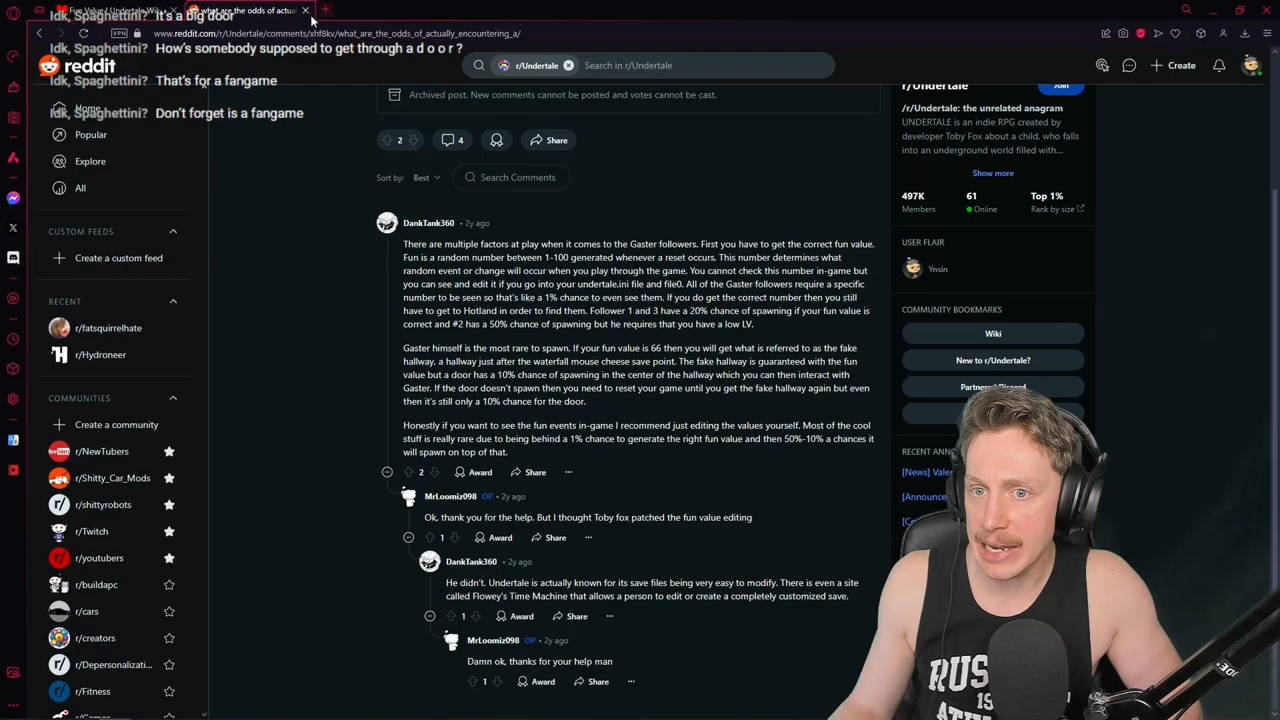 Fun Value | Undertale Wiki
what are the odds of actua
Idk, Spaghettini? It's a big door
Idk, Spaghettini? How's somebody supposed to get through a d o o r ?
Idk, Spaghettini? That's for a fangame
Idk, Spaghettini? Don't forget is a fangame
VPN
www.reddit.com/r/Undertale/comments/xhf8kv/what_are_the_odds_of_actually_encountering_a/
reddit
r/Undertale
Search in r/Undertale
Create
Home
Popular
Explore
All
CUSTOM FEEDS
Create a custom feed
RECENT
r/fatsquirrelhate
r/Hydroneer
COMMUNITIES
Create a community
r/NewTubers
r/Shitty_Car_Mods
r/shittyrobots
r/Twitch
r/youtubers
r/buildapc
r/cars
r/creators
r/Depersonalizati...
r/Fitness
Archived post. New comments cannot be posted and votes cannot be cast.
2
4
Share
Sort by: Best
Search Comments
DankTank360 • 2y ago
There are multiple factors at play when it comes to the Gaster followers. First you have to get the correct fun value.
Fun is a random number between 1-100 generated whenever a reset occurs. This number determines what
random event or change will occur when you play through the game. You cannot check this number in-game but
you can see and edit it if you go into your undertale.ini file and file0. All of the Gaster followers require a specific
number to be seen so that's like a 1% chance to even see them. If you do get the correct number then you still
have to get to Hotland in order to find them. Follower 1 and 3 have a 20% chance of spawning if your fun value is
correct and #2 has a 50% chance of spawning but he requires that you have a low LV.
Gaster himself is the most rare to spawn. If your fun value is 66 then you will get what is referred to as the fake
hallway, a hallway just after the waterfall mouse cheese save point. The fake hallway is guaranteed with the fun
value but a door has a 10% chance of spawning in the center of the hallway which you can then interact with
Gaster. If the door doesn't spawn then you need to reset your game until you get the fake hallway again but even
then it's still only a 10% chance for the door.
Honestly if you want to see the fun events in-game I recommend just editing the values yourself. Most of the cool
stuff is really rare due to being behind a 1% chance to generate the right fun value and then 50%-10% a chances it
will spawn on top of that.
2
Award
Share
MrLoomiz098 OP • 2y ago
Ok, thank you for the help. But I thought Toby fox patched the fun value editing
1
Award
Share
DankTank360 • 2y ago
He didn't. Undertale is actually known for its save files being very easy to modify. There is even a site
called Flowey's Time Machine that allows a person to edit or create a completely customized save.
1
Award
Share
MrLoomiz098 OP • 2y ago
Damn ok, thanks for your help man
1
Award
Share
r/Undertale
Join
r/Undertale: the unrelated anagram
UNDERTALE is an indie RPG created by
developer Toby Fox about a child, who falls
into an underworld filled with...
Show more
497K
61
Top 1%
Members
Online
Rank by size
USER FLAIR
Ynsin
COMMUNITY BOOKMARKS
Wiki
New to r/Undertale?
Partnered Discord
RECENT ANN
[News] Valen
[Announce
RUS
19
ATH